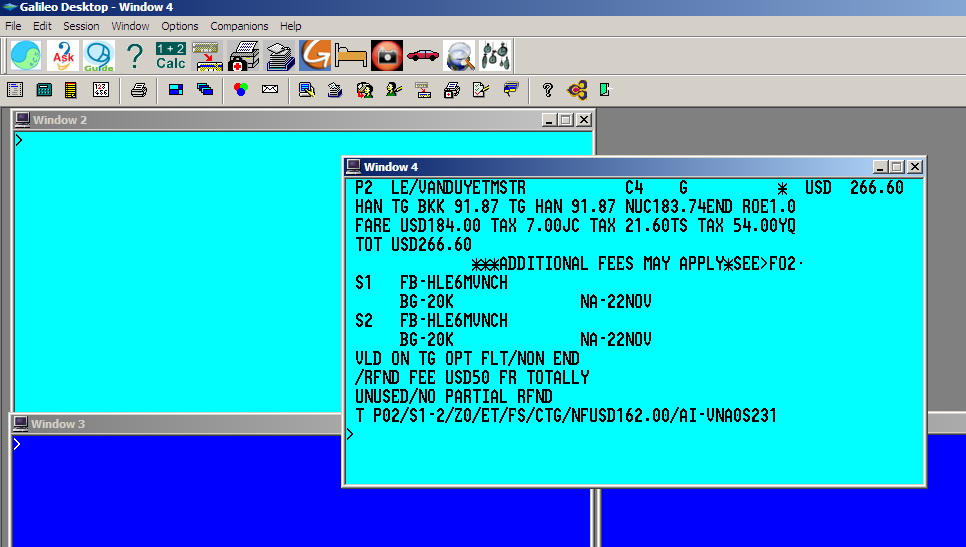 Galileo Desktop - Window 4
File Edit Session Window Options Companions Help
Ask
Guide
?
1+2
Calc
Window 2
>
Window 4
P2 LE/VANDUYETMSTR C4 G * USD 266.60
HAN TG BKK 91.87 TG HAN 91.87 NUC183.74END ROE1.0
FARE USD184.00 TAX 7.00JC TAX 21.60TS TAX 54.00YQ
TOT USD266.60
***ADDITIONAL FEES MAY APPLY*SEE>FO2·
S1 FB-HLE6MVNCH
BG-20K NA-22NOV
S2 FB-HLE6MVNCH
BG-20K NA-22NOV
VLD ON TG OPT FLT/NON END
/RFND FEE USD50 FR TOTALLY
UNUSED/NO PARTIAL RFND
T P02/S1-2/Z0/ET/FS/CTG/NFUSD162.00/AI-VNA0S231
>
Window 3
>